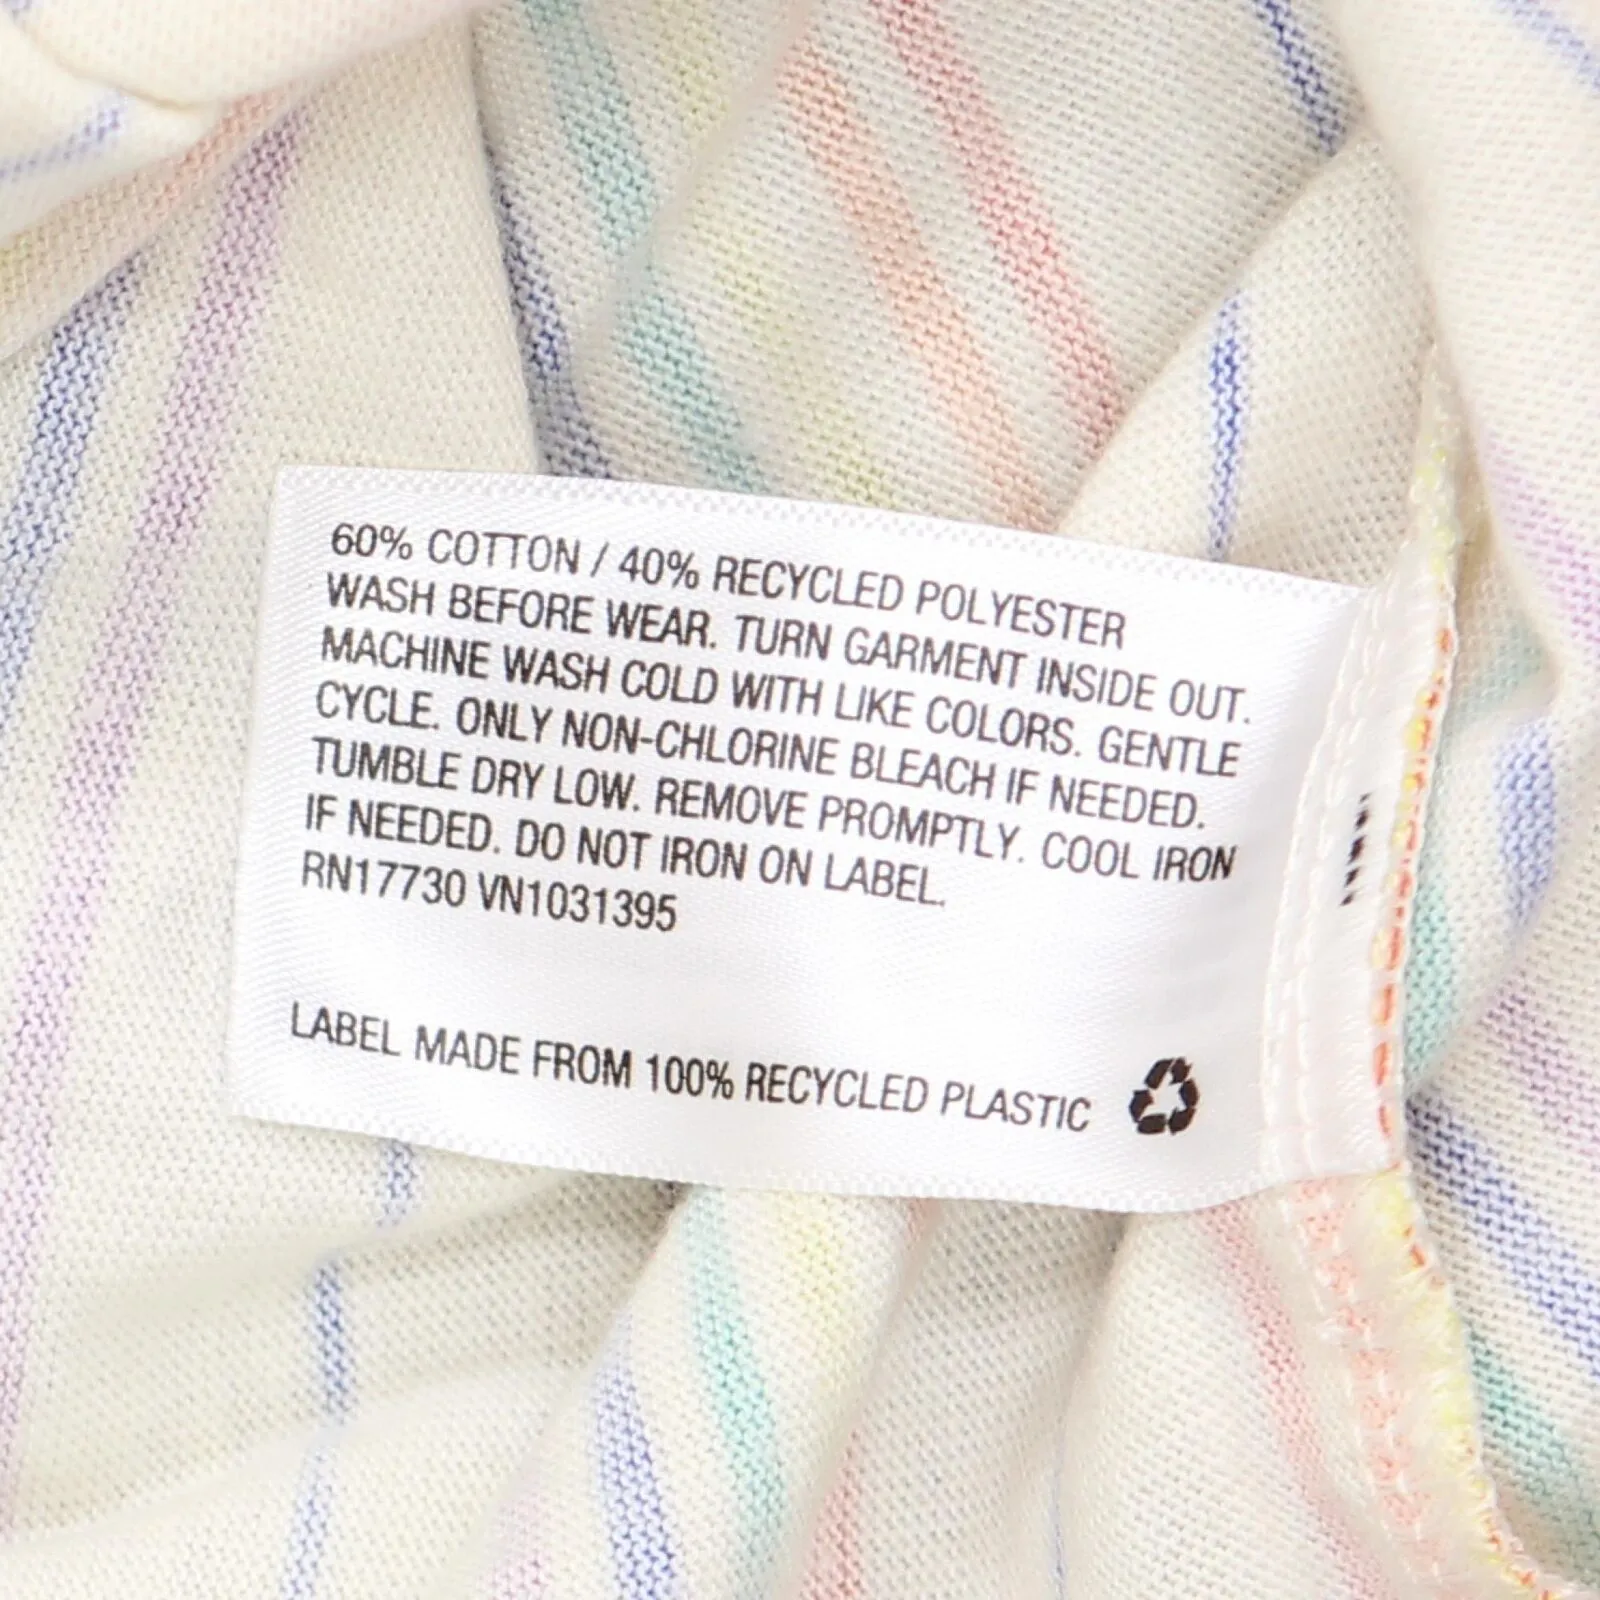 60% COTTON / 40% RECYCLED POLYESTER
WASH BEFORE WEAR. TURN GARMENT INSIDE OUT.
MACHINE WASH COLD WITH LIKE COLORS. GENTLE
CYCLE. ONLY NON-CHLORINE BLEACH IF NEEDED.
TUMBLE DRY LOW. REMOVE PROMPTLY. COOL IRON
IF NEEDED. DO NOT IRON ON LABEL.
RN17730 VN1031395
LABEL MADE FROM 100% RECYCLED PLASTIC